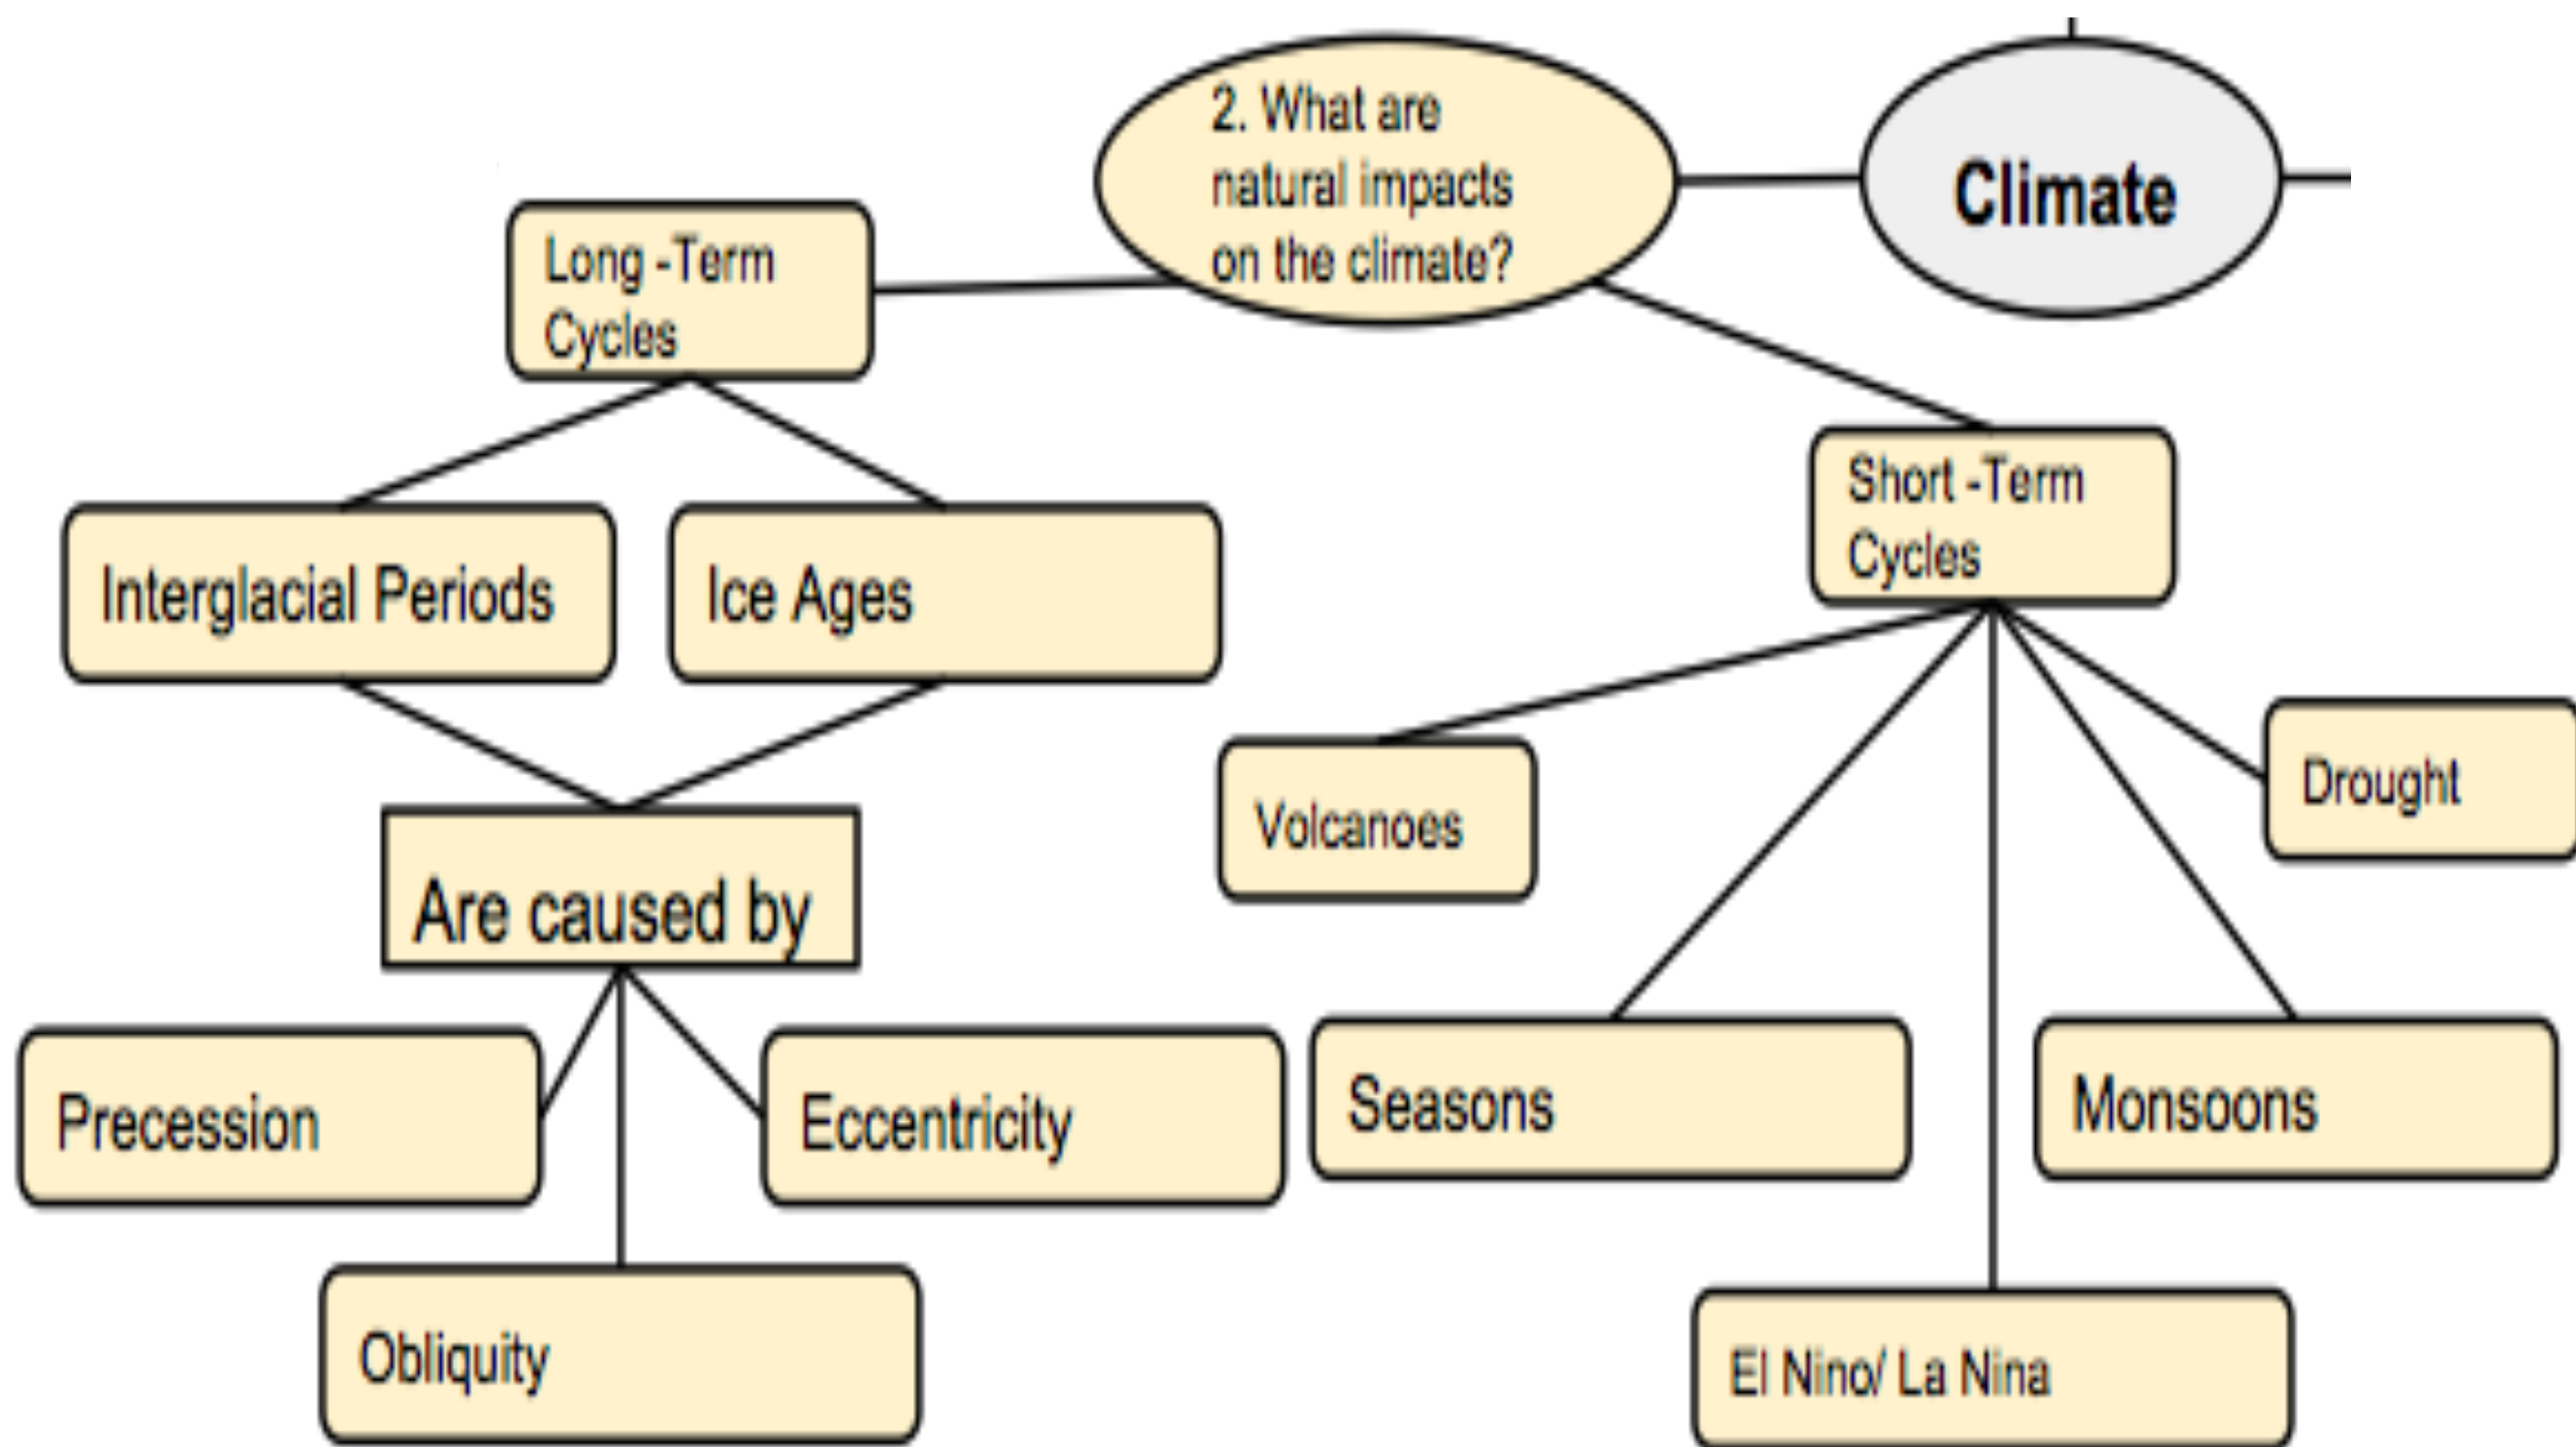 2. What are
natural impacts
on the climate?
Climate
Long -Term
Cycles
Short -Term
Cycles
Interglacial Periods
Ice Ages
Volcanoes
Drought
Are caused by
Precession
Eccentricity
Seasons
Monsoons
Obliquity
El Nino/ La Nina